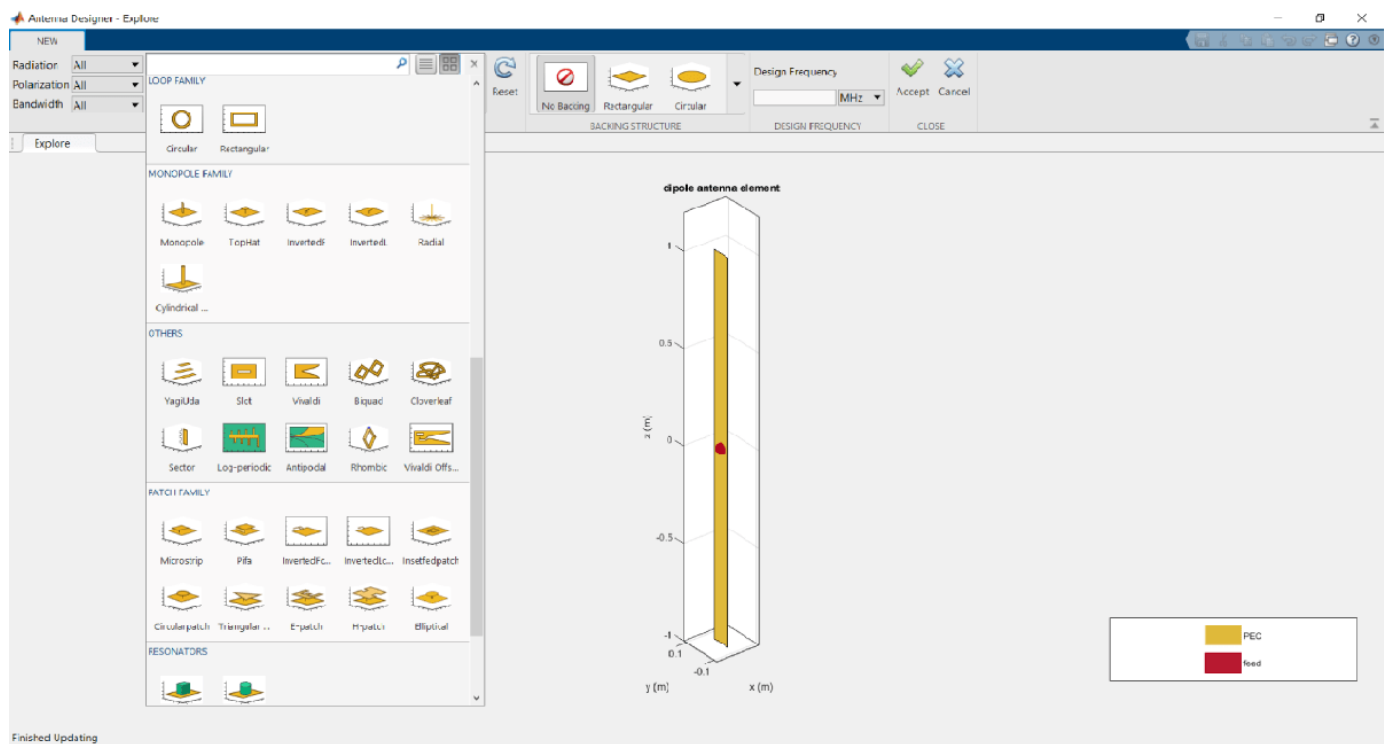 Antenna Designer - Explore
NEW
Radiation All
Polarization All
Bandwidth All
Reset
No Backing Rectangular Circular
BACKING STRUCTURE
Design Frequency
MHz
DESIGN FREQUENCY
Accept Cancel
CLOSE
Explore
LOOP FAMILY
Circular Rectangular
MONOPOLE FAMILY
Monopole TopHat InvertedF InvertedL Radial
Cylindrical ...
OTHERS
YagiUda Slot Vivaldi Biquad Cloverleaf
Sector Log-periodic Antipodal Rhombic Vivaldi Offs...
PATCH FAMILY
Microstrip Pifa InvertedFc... InvertedLc... Insetfedpatch
Circularpatch Triangular ... E-patch H-patch Elliptical
RESONATORS
dipole antenna element
1
0.5
0
-0.5
-1
z (m)
0.1
-0.1
y (m) x (m)
PEC
feed
Finished Updating